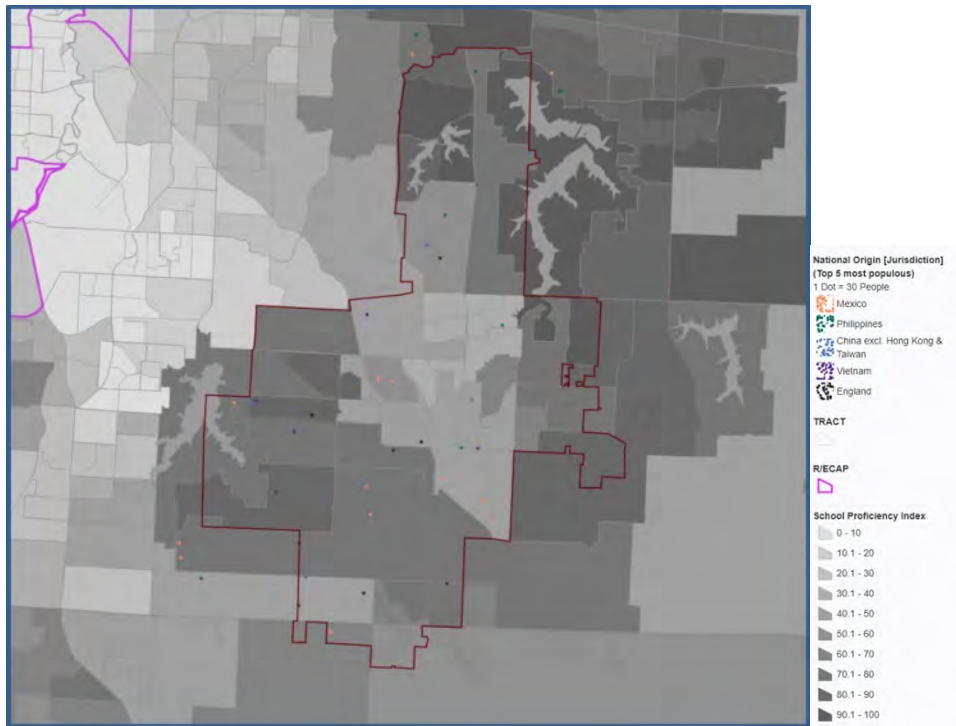 National Origin [Jurisdiction]
(Top 5 most populous)
1 Dot = 30 People
Mexico
Philippines
China excl. Hong Kong &
Taiwan
Vietnam
England
TRACT
R/ECAP
School Proficiency Index
0 - 10
10.1 - 20
20.1 - 30
30.1 - 40
40.1 - 50
50.1 - 60
60.1 - 70
70.1 - 80
80.1 - 90
90.1 - 100